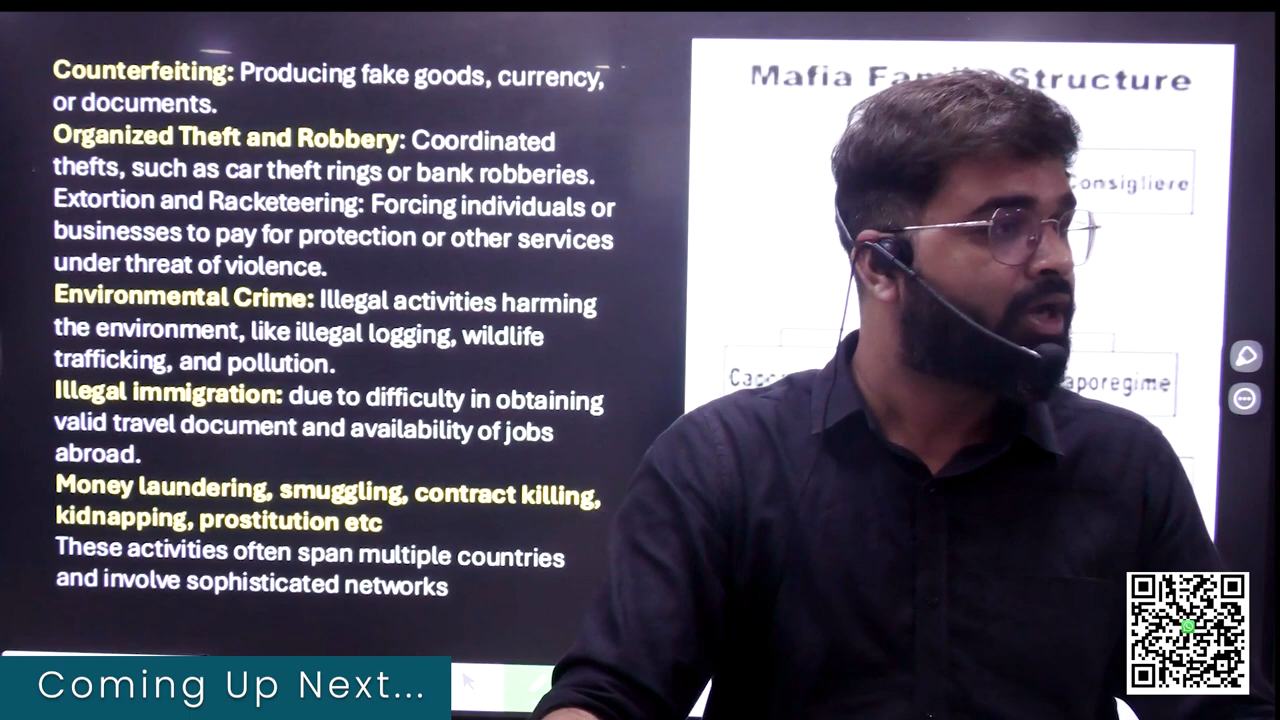 Counterfeiting: Producing fake goods, currency,
or documents.
Organized Theft and Robbery: Coordinated
thefts, such as car theft rings or bank robberies.
Extortion and Racketeering: Forcing individuals or
businesses to pay for protection or other services
under threat of violence.
Environmental Crime: Illegal activities harming
the environment, like illegal logging, wildlife
trafficking, and pollution.
Illegal immigration: due to difficulty in obtaining
valid travel document and availability of jobs
abroad.
Money laundering, smuggling, contract killing,
kidnapping, prostitution etc
These activities often span multiple countries
and involve sophisticated networks
Mafia Structure
Consigliere
Coming Up Next...